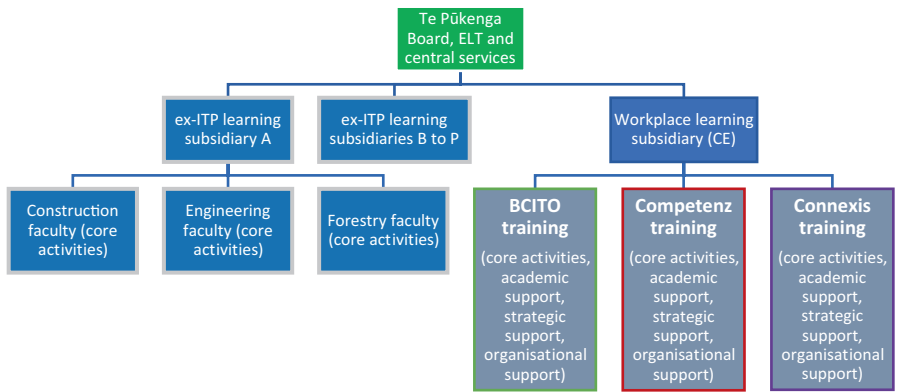 Te Pūkenga
Board, ELT and
central services
ex-ITP learning
subsidiary A
ex-ITP learning
subsidiaries B to P
Workplace learning
subsidiary (CE)
Construction
faculty (core
activities)
Engineering
faculty (core
activities)
Forestry faculty
(core activities)
BCITO
training
(core activities,
academic
support,
strategic
support,
organisational
support)
Competenz
training
(core activities,
academic
support,
strategic
support,
organisational
support)
Connexis
training
(core activities,
academic
support,
strategic
support,
organisational
support)